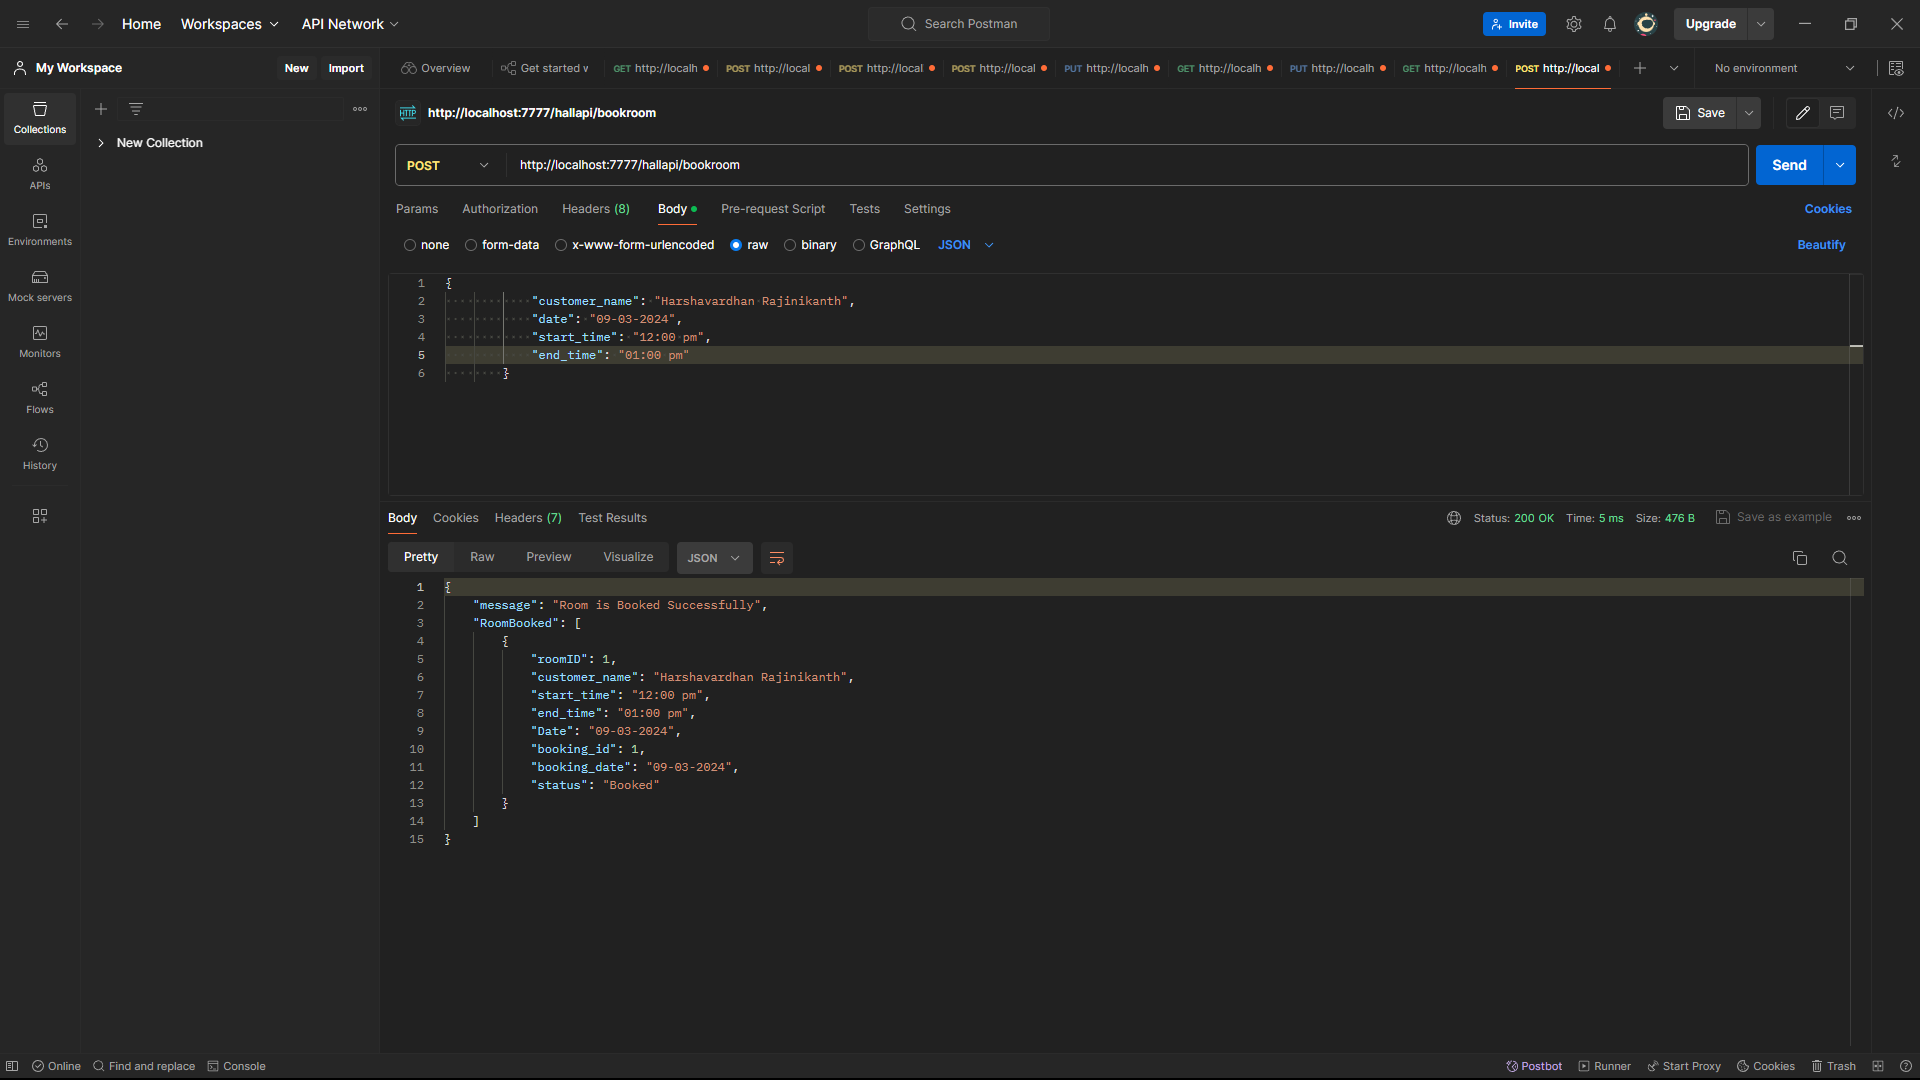 Home Workspaces API Network Search Postman Invite Upgrade
My Workspace New Import Overview Get started w GET http://localh POST http://local POST http://local POST http://local PUT http://localh GET http://localh PUT http://localh GET http://localh POST http://local No environment
Collections
APIs
Environments
Mock servers
Monitors
Flows
History
New Collection
HTTP http://localhost:7777/hallapi/bookroom Save
POST http://localhost:7777/hallapi/bookroom Send
Params Authorization Headers (8) Body Pre-request Script Tests Settings Cookies
none form-data x-www-form-urlencoded raw binary GraphQL JSON Beautify
1 {
2 "customer_name": "Harshavardhan Rajinikanth",
3 "date": "09-03-2024",
4 "start_time": "12:00 pm",
5 "end_time": "01:00 pm"
6 }
Body Cookies Headers (7) Test Results Status: 200 OK Time: 5 ms Size: 476 B Save as example
Pretty Raw Preview Visualize JSON
1 {
2 "message": "Room is Booked Successfully",
3 "RoomBooked": [
4 {
5 "roomID": 1,
6 "customer_name": "Harshavardhan Rajinikanth",
7 "start_time": "12:00 pm",
8 "end_time": "01:00 pm",
9 "Date": "09-03-2024",
10 "booking_id": 1,
11 "booking_date": "09-03-2024",
12 "status": "Booked"
13 }
14 ]
15 }
Online Find and replace Console Postbot Runner Start Proxy Cookies Trash